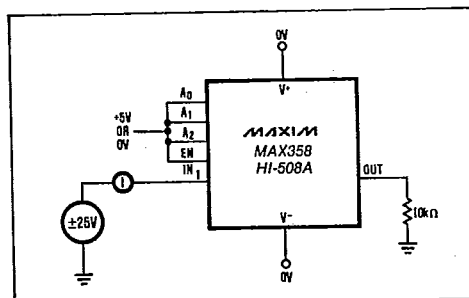 0V
V+
A0
A1
+5V
OR
0V
A2
EN
IN1
MAXIM
MAX358
HI-508A
OUT
I
±25V
10kΩ
V-
0V